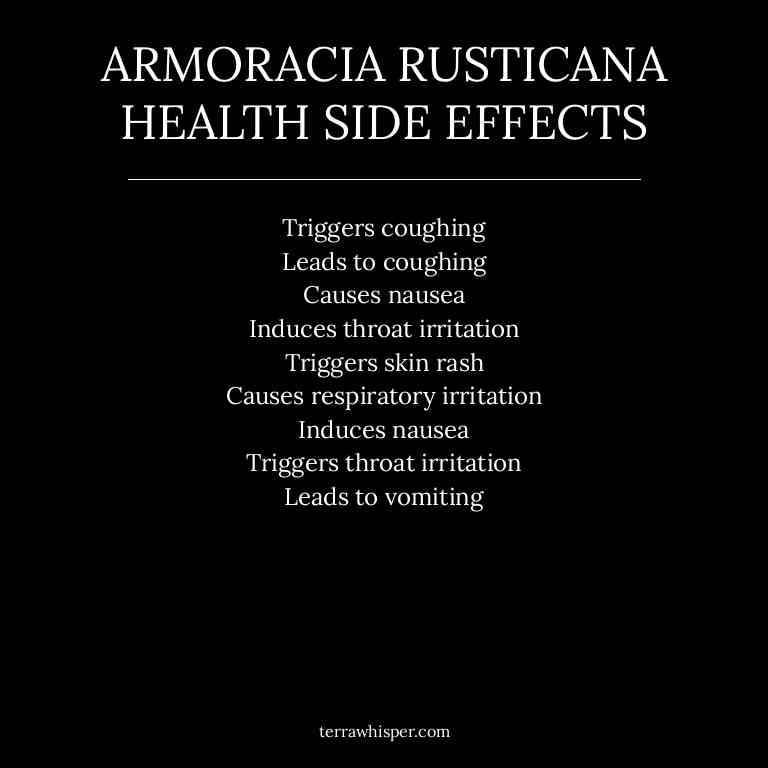 ARMORACIA RUSTICANA
HEALTH SIDE EFFECTS
Triggers coughing
Leads to coughing
Causes nausea
Induces throat irritation
Triggers skin rash
Causes respiratory irritation
Induces nausea
Triggers throat irritation
Leads to vomiting
terrawhisper.com